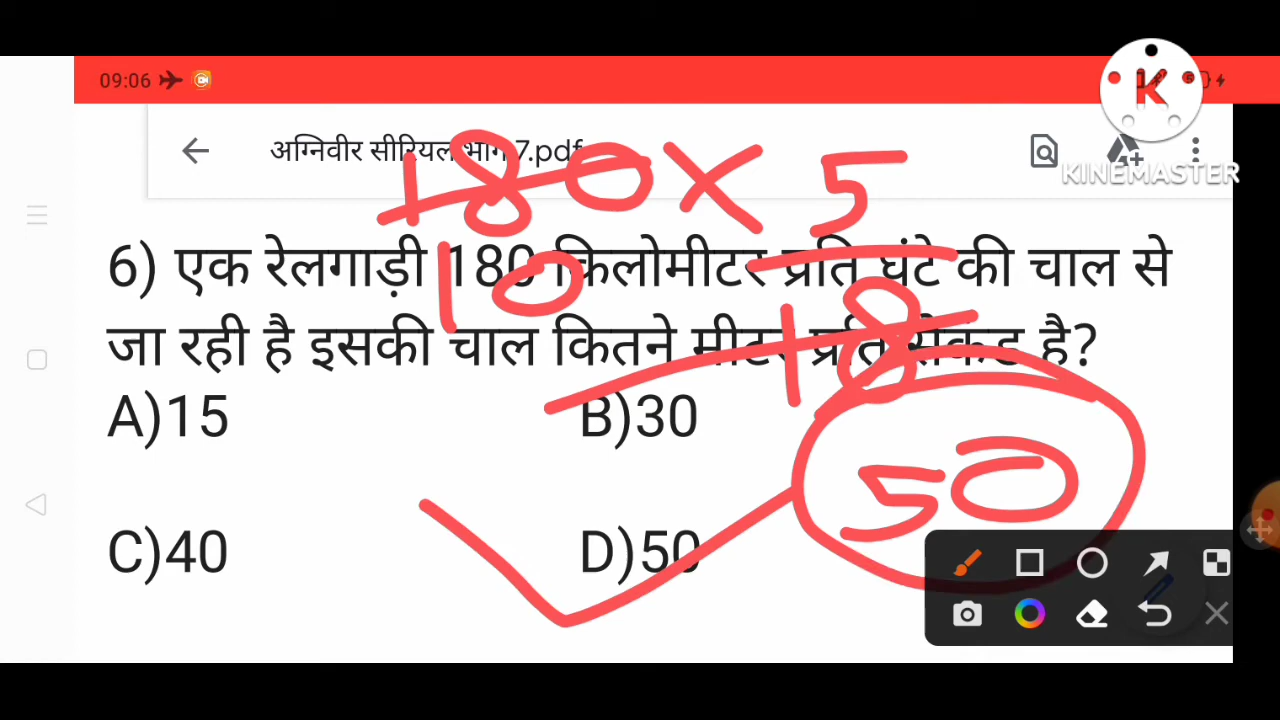 09:06
KINEMASTER
अग्निवीर सीरियल भाग 7.pdf
180 × 5
18
10
50
6) एक रेलगाड़ी 180 किलोमीटर प्रति घंटे की चाल से
जा रही है इसकी चाल कितने मीटर प्रति सेकंड है?
A)15 B)30
C)40 D)50